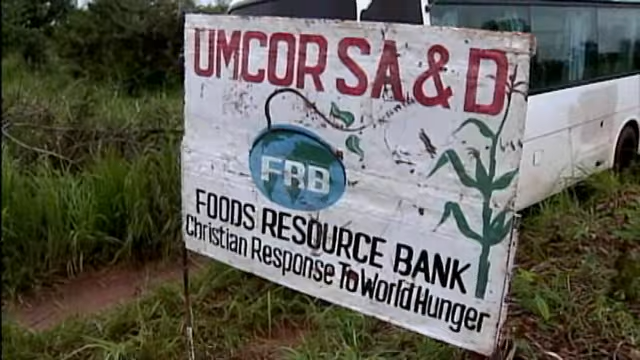 UMCOR SA&D
FRB
FOODS RESOURCE BANK
Christian Response To World Hunger